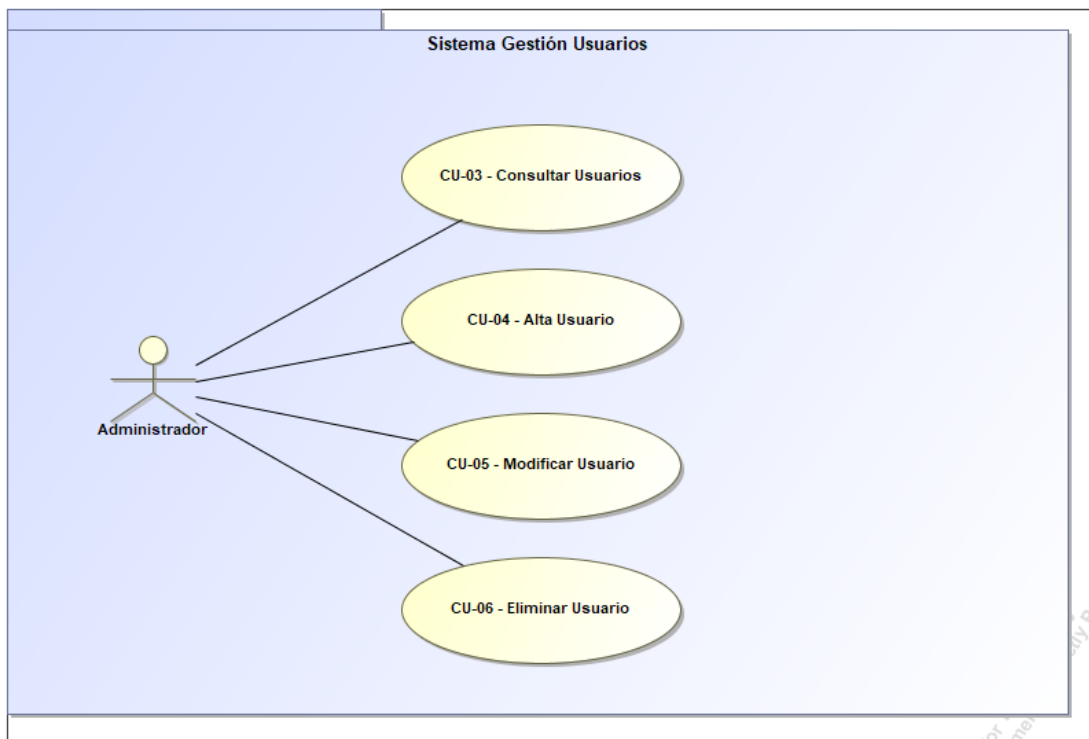 Sistema Gestión Usuarios
CU-03 - Consultar Usuarios
CU-04 - Alta Usuario
Administrador
CU-05 - Modificar Usuario
CU-06 - Eliminar Usuario